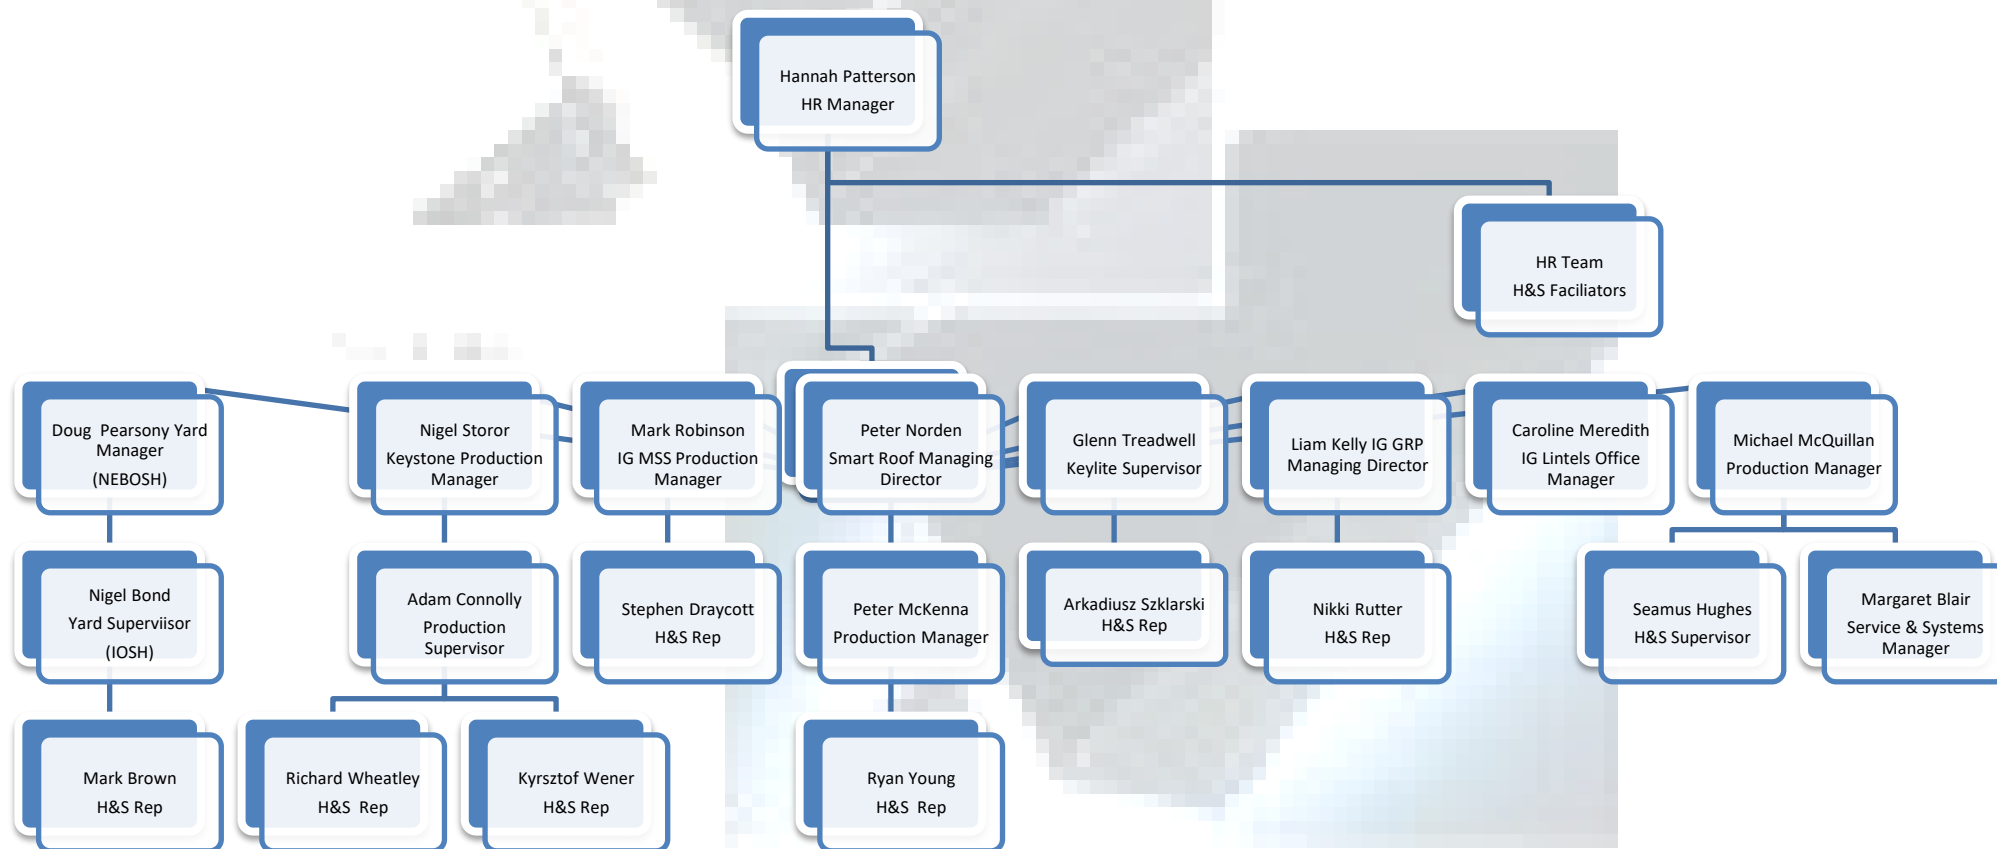 Hannah Patterson
HR Manager
HR Team
H&S Faciliators
Doug  Pearsony Yard
Manager
(NEBOSH)
Nigel Storor
Keystone Production
Manager
Mark Robinson
IG MSS Production
Manager
Peter Norden
Smart Roof Managing
Director
Glenn Treadwell
Keylite Supervisor
Liam Kelly IG GRP
Managing Director
Caroline Meredith
IG Lintels Office
Manager
Michael McQuillan
Production Manager
Nigel Bond
Yard Superviisor
(IOSH)
Adam Connolly
Production
Supervisor
Stephen Draycott
H&S Rep
Peter McKenna
Production Manager
Arkadiusz Szklarski
H&S Rep
Nikki Rutter
H&S Rep
Seamus Hughes
H&S Supervisor
Margaret Blair
Service & Systems
Manager
Mark Brown
H&S Rep
Richard Wheatley
H&S  Rep
Kyrsztof Wener
H&S Rep
Ryan Young
H&S  Rep